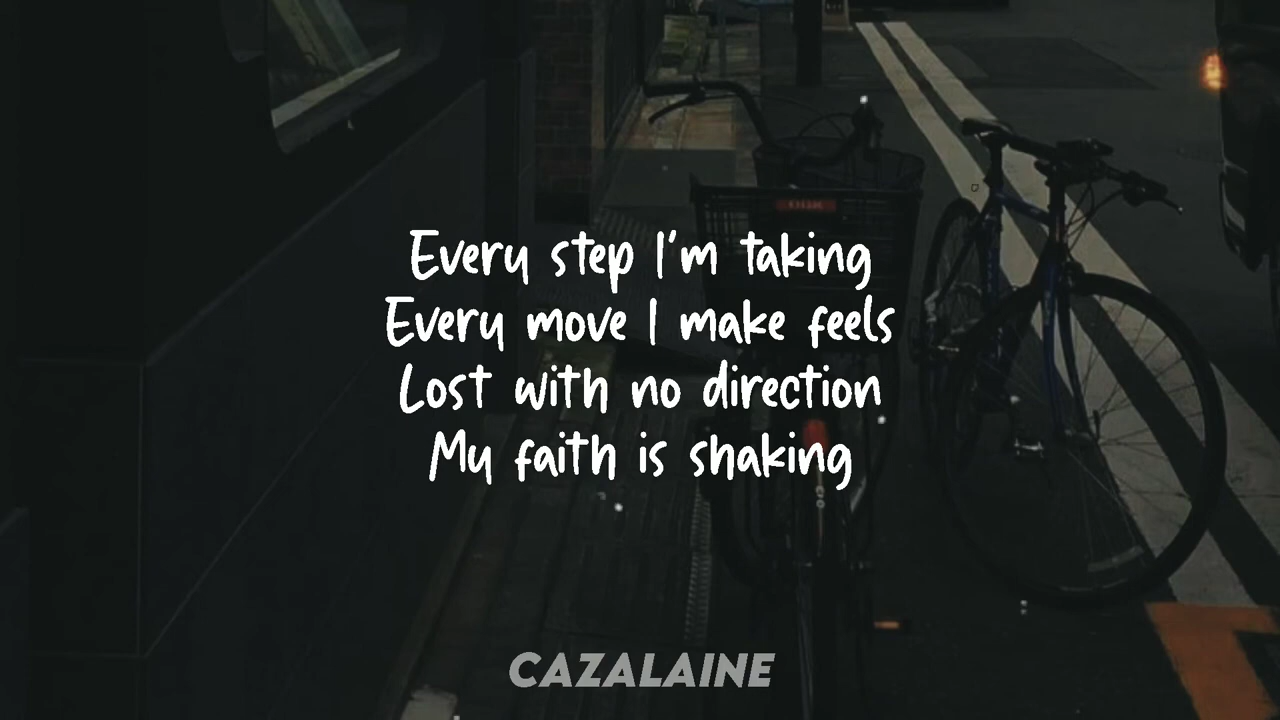 Every step I'm taking
Every move I make feels
Lost with no direction
My faith is shaking
CAZALAINE